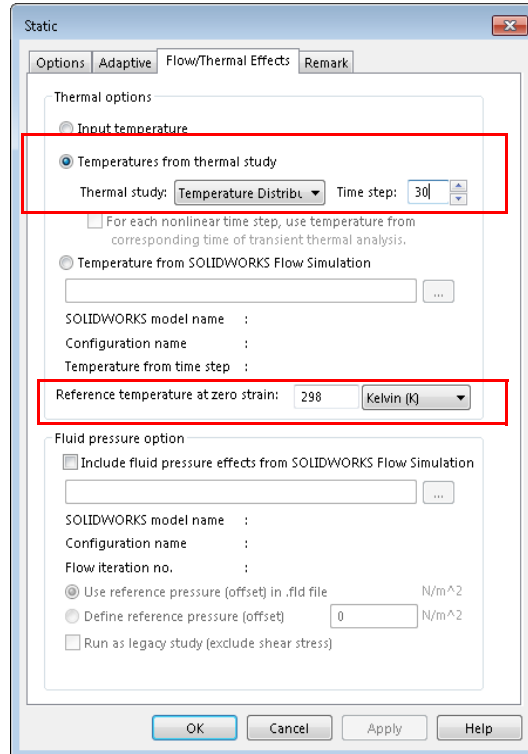 Static
Options Adaptive Flow/Thermal Effects Remark
Thermal options
Input temperature
Temperatures from thermal study
Thermal study: Temperature Distribu Time step: 30
For each nonlinear time step, use temperature from
corresponding time of transient thermal analysis.
Temperature from SOLIDWORKS Flow Simulation
...
SOLIDWORKS model name :
Configuration name :
Temperature from time step :
Reference temperature at zero strain: 298 Kelvin (K)
Fluid pressure option
Include fluid pressure effects from SOLIDWORKS Flow Simulation
...
SOLIDWORKS model name :
Configuration name :
Flow iteration no. :
Use reference pressure (offset) in .fld file N/m^2
Define reference pressure (offset) 0 N/m^2
Run as legacy study (exclude shear stress)
OK Cancel Apply Help